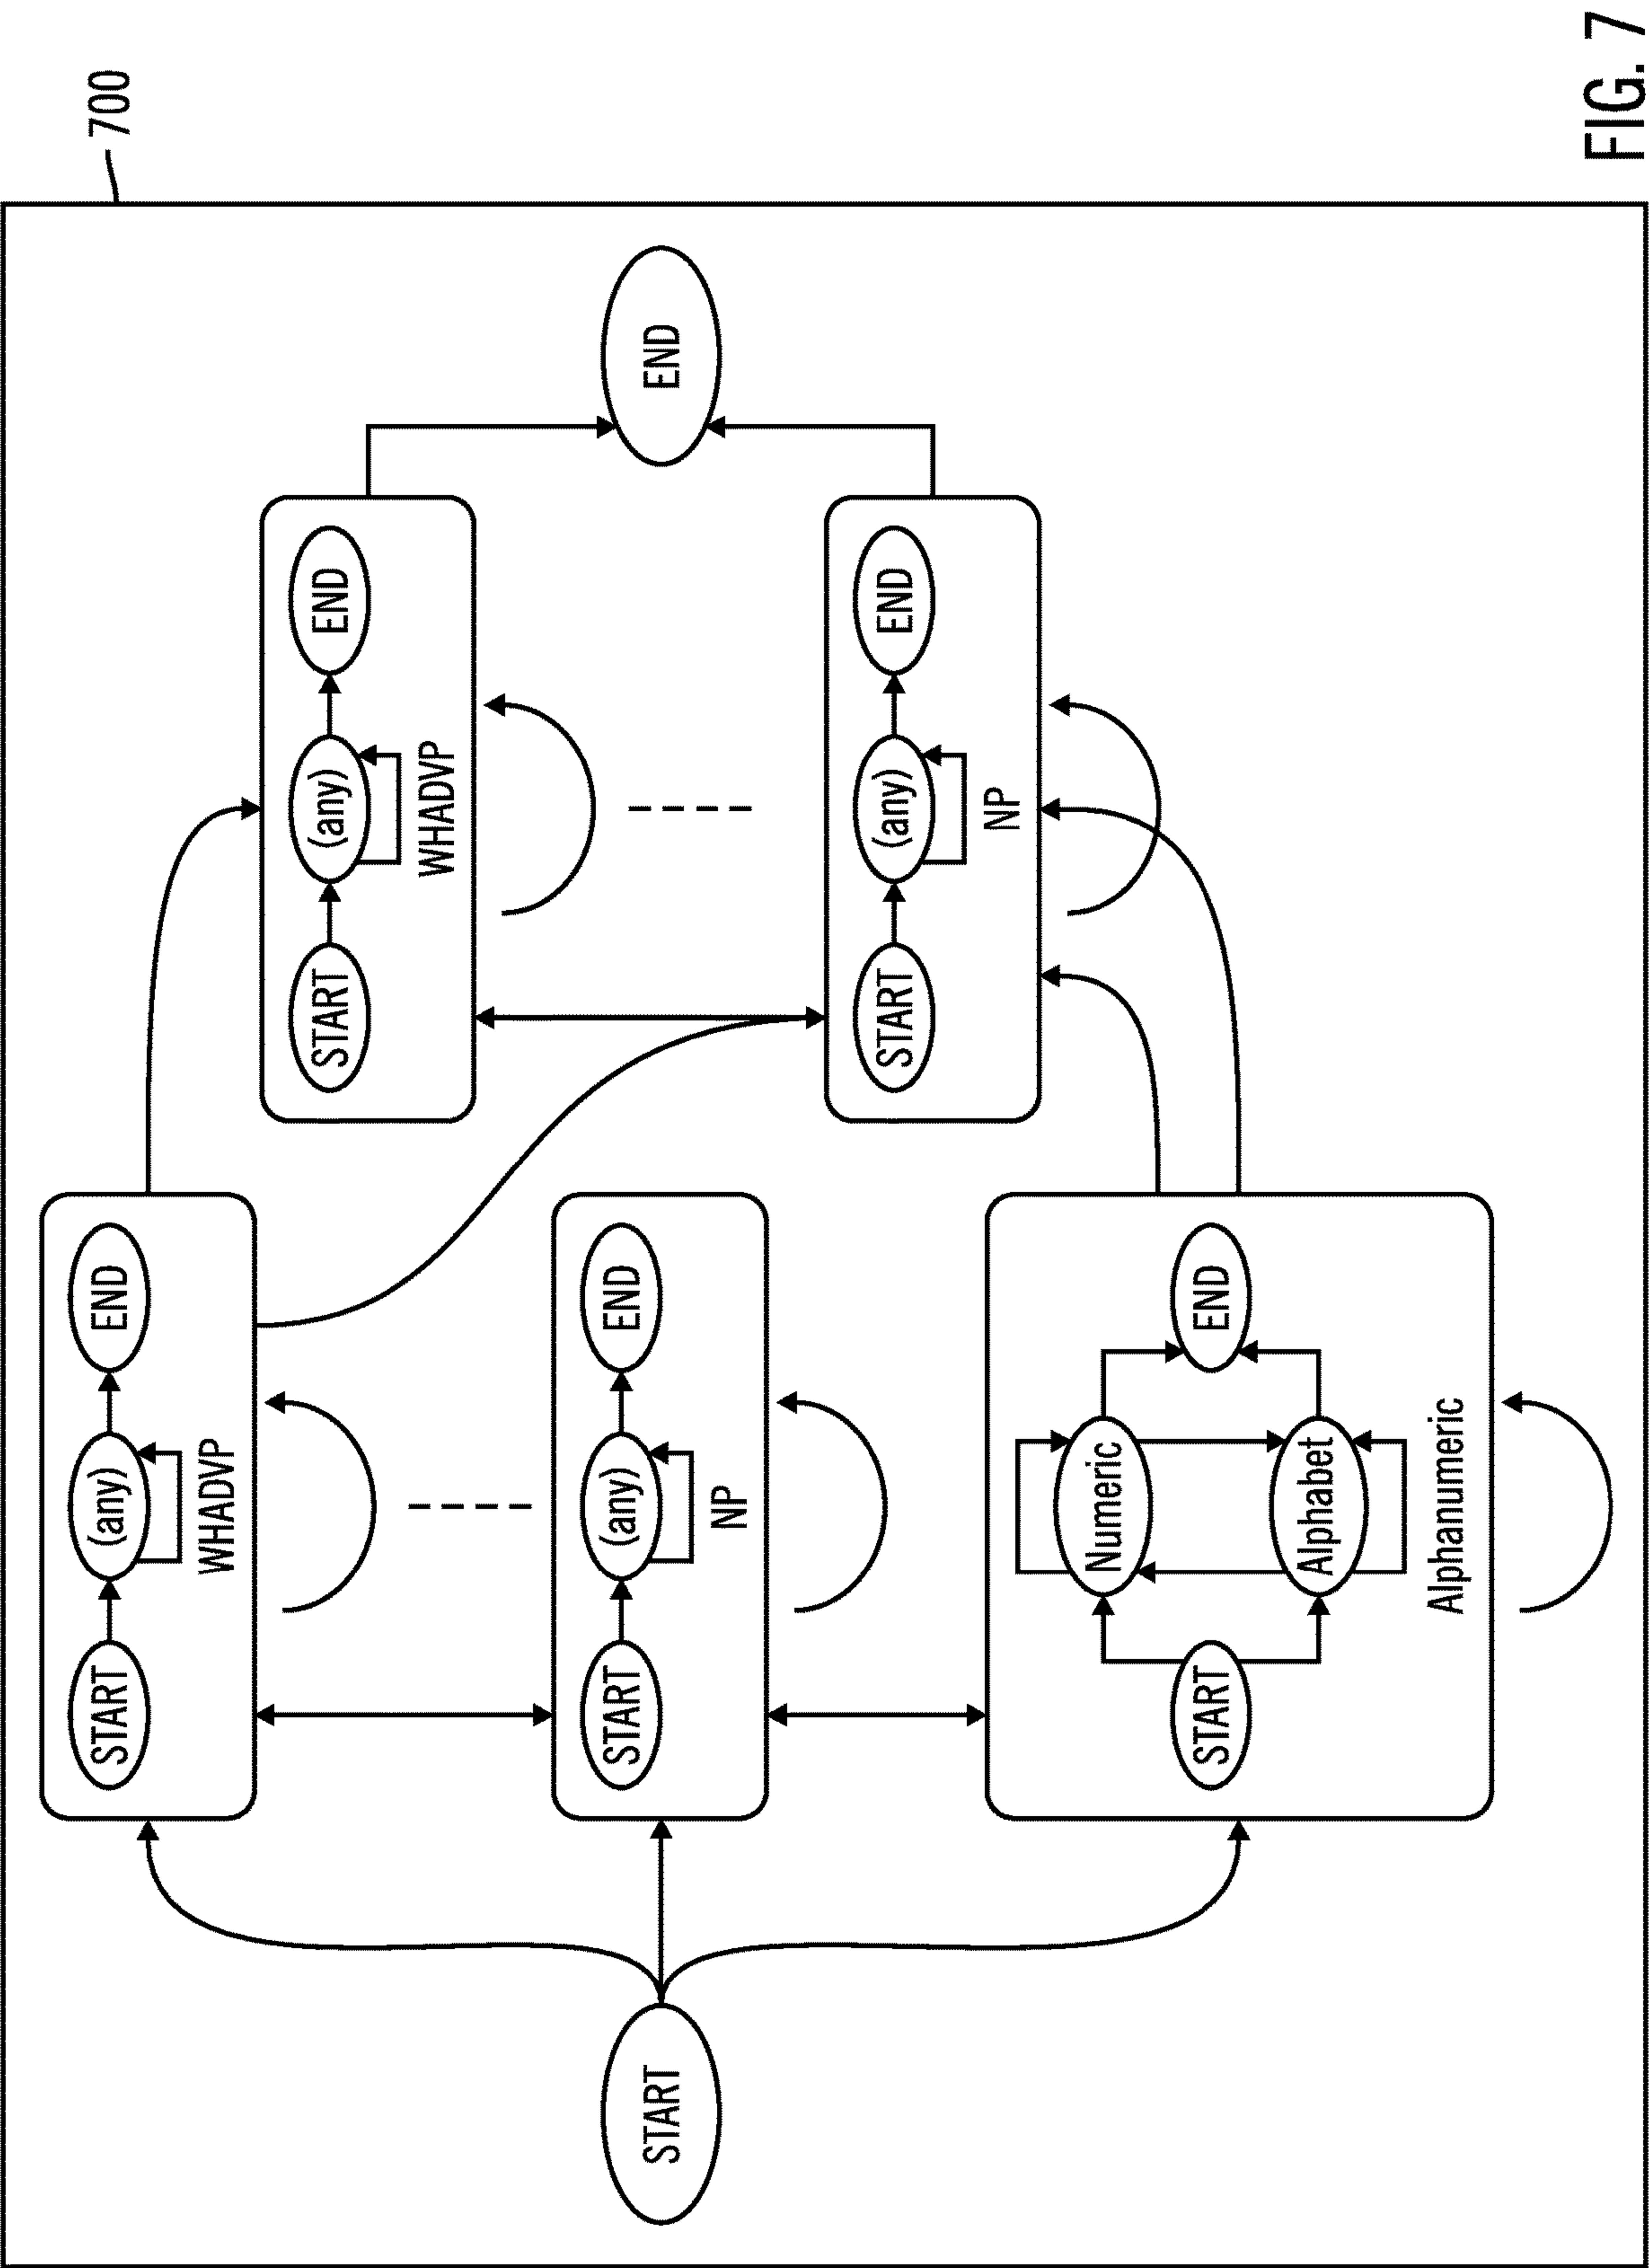 700
START
START
(any)
END
WHADVP
START
(any)
END
NP
START
Numeric
Alphabet
END
Alphanumeric
START
(any)
END
WHADVP
START
(any)
END
NP
END
FIG. 7